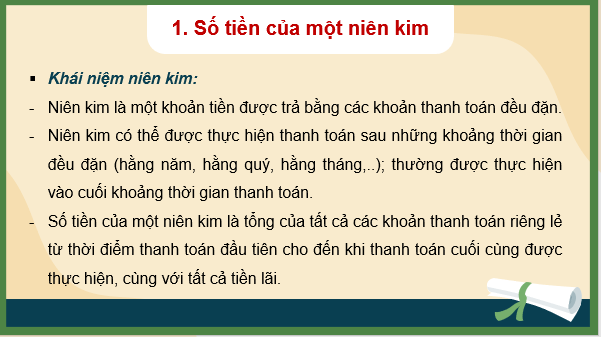 1. Số tiền của một niên kim
▪ Khái niệm niên kim:
- Niên kim là một khoản tiền được trả bằng các khoản thanh toán đều đặn.
- Niên kim có thể được thực hiện thanh toán sau những khoảng thời gian
đều đặn (hằng năm, hằng quý, hằng tháng,..); thường được thực hiện
vào cuối khoảng thời gian thanh toán.
- Số tiền của một niên kim là tổng của tất cả các khoản thanh toán riêng lẻ
từ thời điểm thanh toán đầu tiên cho đến khi thanh toán cuối cùng được
thực hiện, cùng với tất cả tiền lãi.